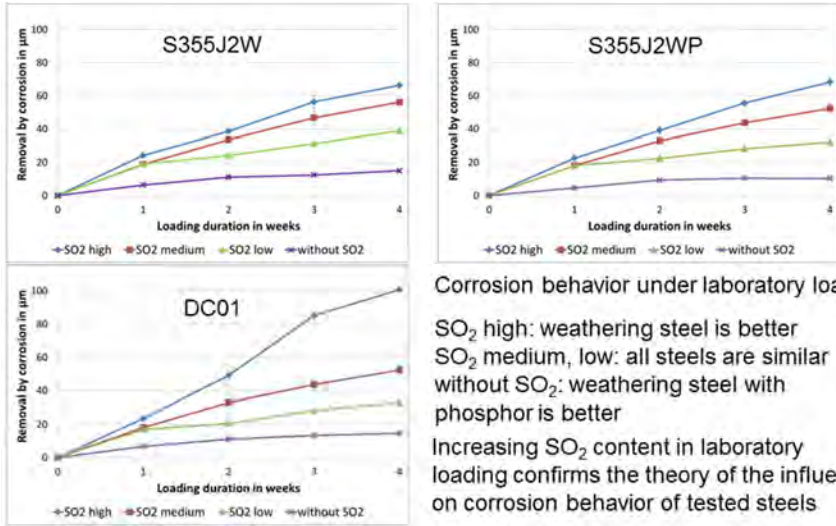 S355J2W
Removal by corrosion in µm
100
80
60
40
20
0
0 1 2 3 4
Loading duration in weeks
SO2 high SO2 medium SO2 low without SO2
S355J2WP
Removal by corrosion in µm
100
80
60
40
20
0
0 1 2 3 4
Loading duration in weeks
SO2 high SO2 medium SO2 low without SO2
DC01
Removal by corrosion in µm
100
80
60
40
20
0
0 1 2 3 4
Loading duration in weeks
SO2 high SO2 medium SO2 low without SO2
Corrosion behavior under laboratory loa
SO₂ high: weathering steel is better
SO₂ medium, low: all steels are similar
without SO₂: weathering steel with
phosphor is better
Increasing SO₂ content in laboratory
loading confirms the theory of the influe
on corrosion behavior of tested steels